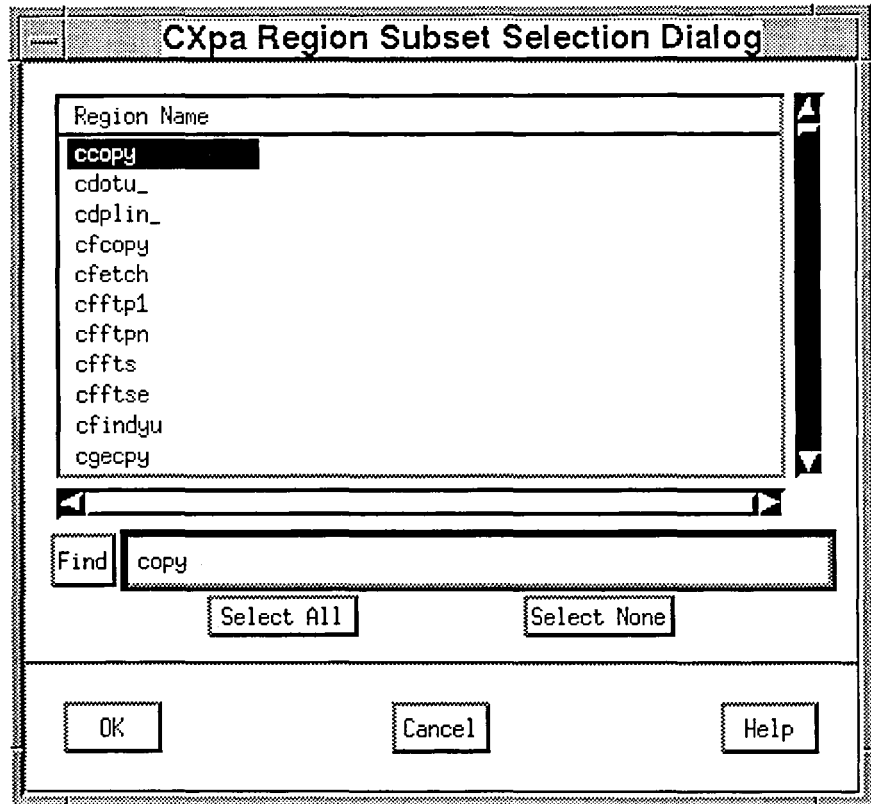 CXpa Region Subset Selection Dialog
Region Name
ccopy
cdotu_
cdplin_
cfcopy
cfetch
cfftp1
cfftpn
cffts
cfftse
cfindyu
cgecpy
Find copy
Select All Select None
OK Cancel Help